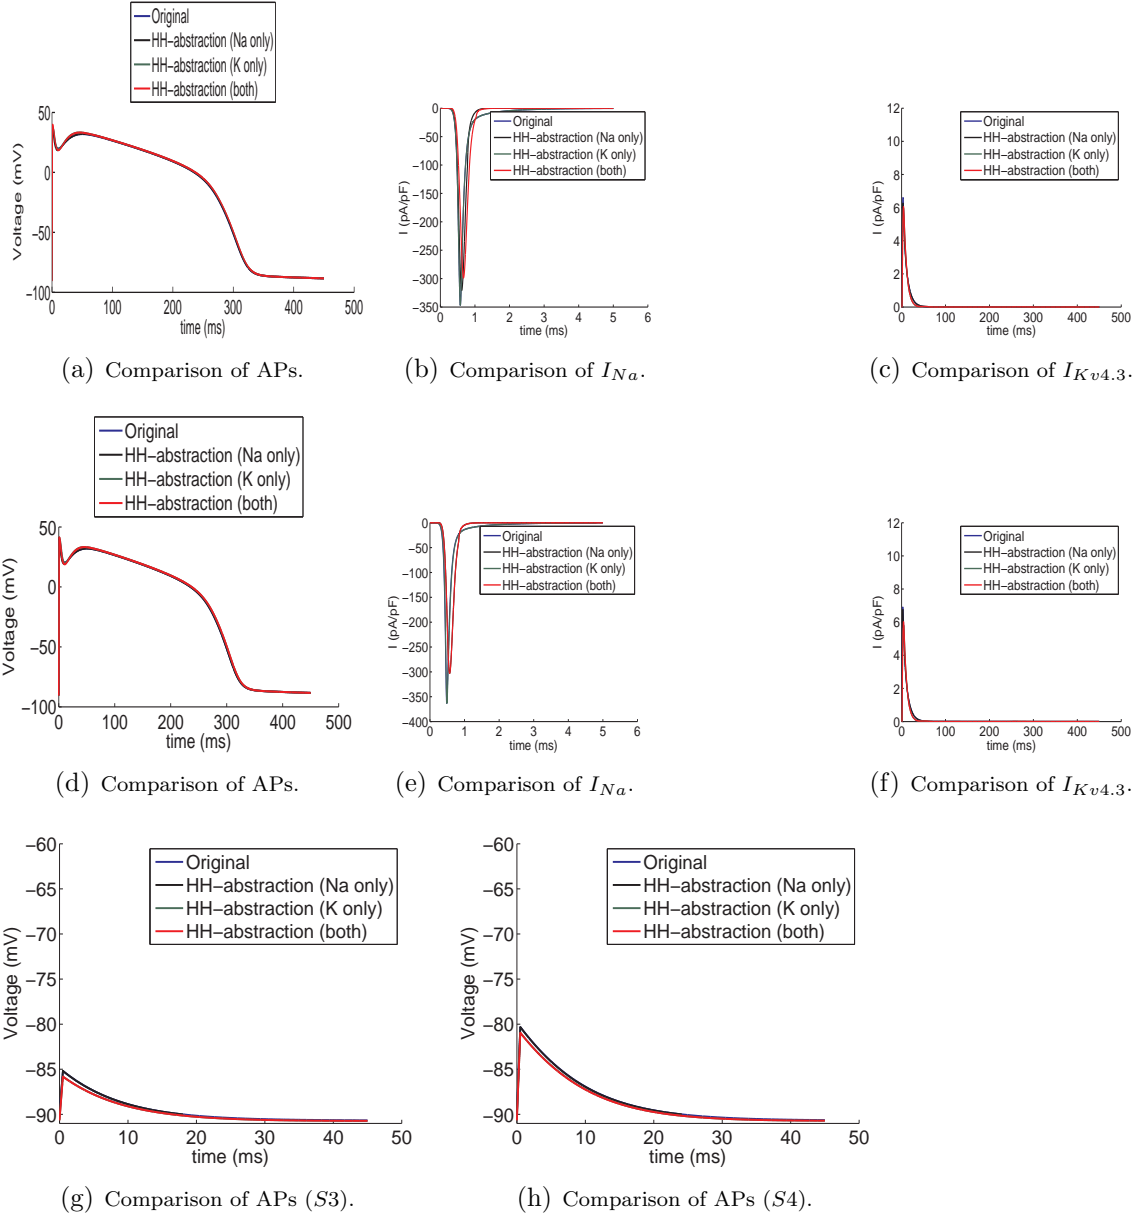 Original
HH−abstraction (Na only)
HH−abstraction (K only)
HH−abstraction (both)
50
0
−50
−100
Voltage (mV)
0 100 200 300 400 500
time (ms)
(a) Comparison of APs.
0
−50
−100
−150
−200
−250
−300
−350
I (pA/pF)
Original
HH−abstraction (Na only)
HH−abstraction (K only)
HH−abstraction (both)
0 1 2 3 4 5 6
time (ms)
(b) Comparison of I_{Na}.
12
10
8
6
4
2
0
I (pA/pF)
Original
HH−abstraction (Na only)
HH−abstraction (K only)
HH−abstraction (both)
0 100 200 300 400 500
time (ms)
(c) Comparison of I_{Kv4.3}.
Original
HH−abstraction (Na only)
HH−abstraction (K only)
HH−abstraction (both)
50
0
−50
−100
Voltage (mV)
0 100 200 300 400 500
time (ms)
(d) Comparison of APs.
0
−50
−100
−150
−200
−250
−300
−350
−400
I (pA/pF)
Original
HH−abstraction (Na only)
HH−abstraction (K only)
HH−abstraction (both)
0 1 2 3 4 5 6
time (ms)
(e) Comparison of I_{Na}.
12
10
8
6
4
2
0
I (pA/pF)
Original
HH−abstraction (Na only)
HH−abstraction (K only)
HH−abstraction (both)
0 100 200 300 400 500
time (ms)
(f) Comparison of I_{Kv4.3}.
−60
−65
−70
−75
−80
−85
−90
Voltage (mV)
Original
HH−abstraction (Na only)
HH−abstraction (K only)
HH−abstraction (both)
0 10 20 30 40 50
time (ms)
(g) Comparison of APs (S3).
−60
−65
−70
−75
−80
−85
−90
Voltage (mV)
Original
HH−abstraction (Na only)
HH−abstraction (K only)
HH−abstraction (both)
0 10 20 30 40 50
time (ms)
(h) Comparison of APs (S4).